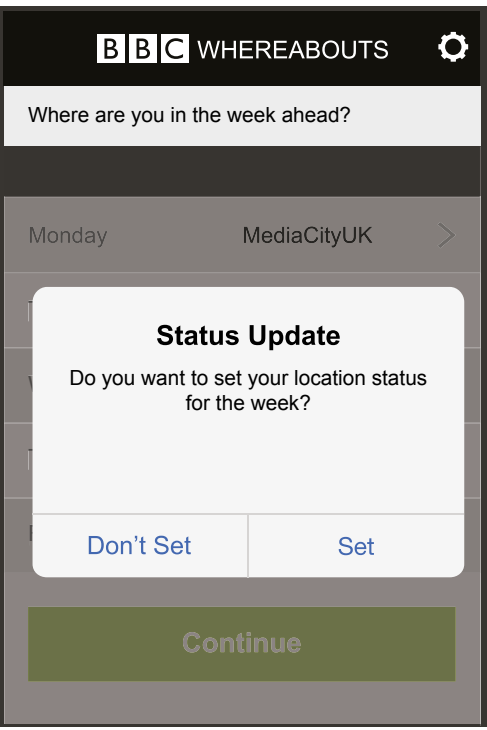 BBC WHEREABOUTS
Where are you in the week ahead?
Monday MediaCityUK
Status Update
Do you want to set your location status
for the week?
Don't Set Set
Continue